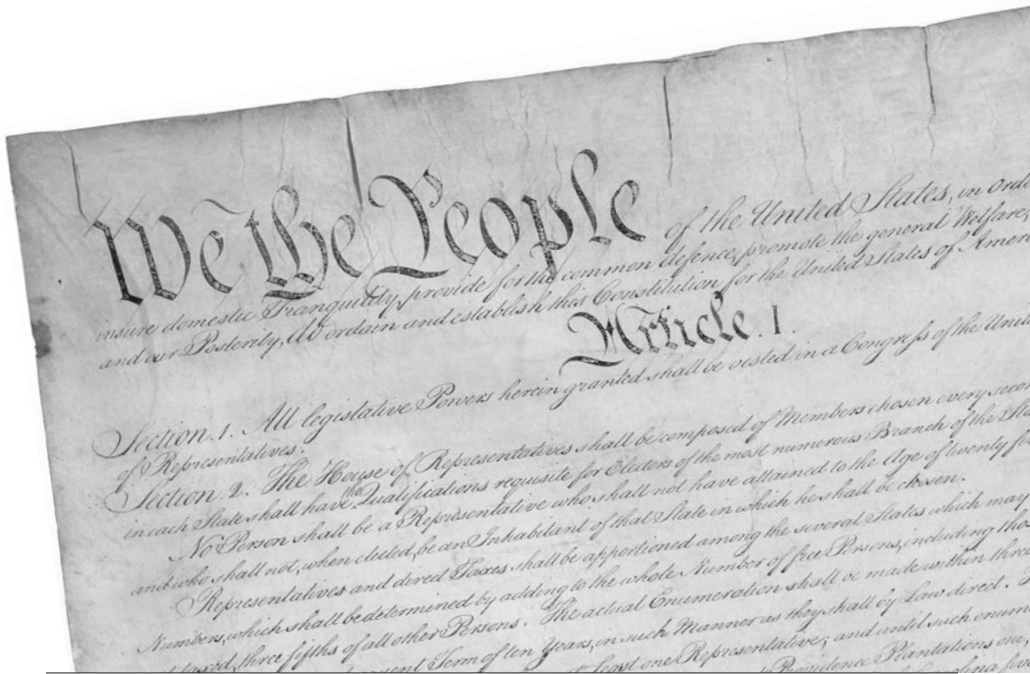 We the People of the United States, in Orde
insure domestic Tranquility, provide for the common defence, promote the general Welfare,
and our Posterity, do ordain and establish this Constitution for the United States of Amer
Article. I.
Section. 1. All legislative Powers herein granted shall be vested in a Congress of the Unit
of Representatives.
Section. 2. The House of Representatives shall be composed of Members chosen every secon
in each State shall have the Qualifications requisite for Electors of the most numerous Branch of the Sta
No Person shall be a Representative who shall not have attained to the Age of twenty fiv
and who shall not, when elected, be an Inhabitant of that State in which he shall be chosen.
Representatives and direct Taxes shall be apportioned among the several States which may
Numbers, which shall be determined by adding to the whole Number of free Persons, including tho
taxed, three fifths of all other Persons. The actual Enumeration shall be made within thre
Term of ten Years, in such Manner as they shall by Law direct.
least one Representative; and until such enum
Providence Plantations one